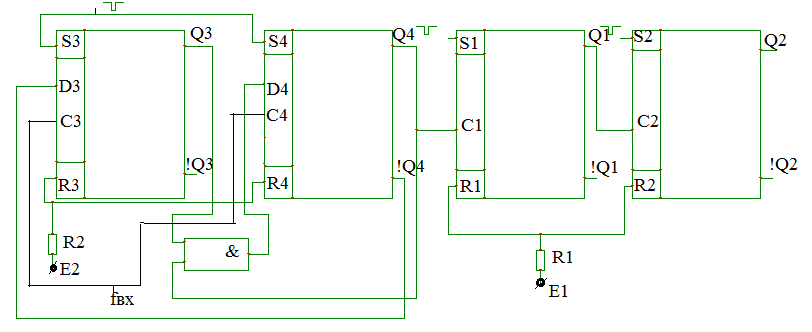 S3 Q3 S4 Q4 S1 Q1 S2 Q2
D3 D4
C3 C4 C1 C2
!Q3 !Q4 !Q1 !Q2
R3 R4 R1 R2
R2 & R1
E2 E1
fвх